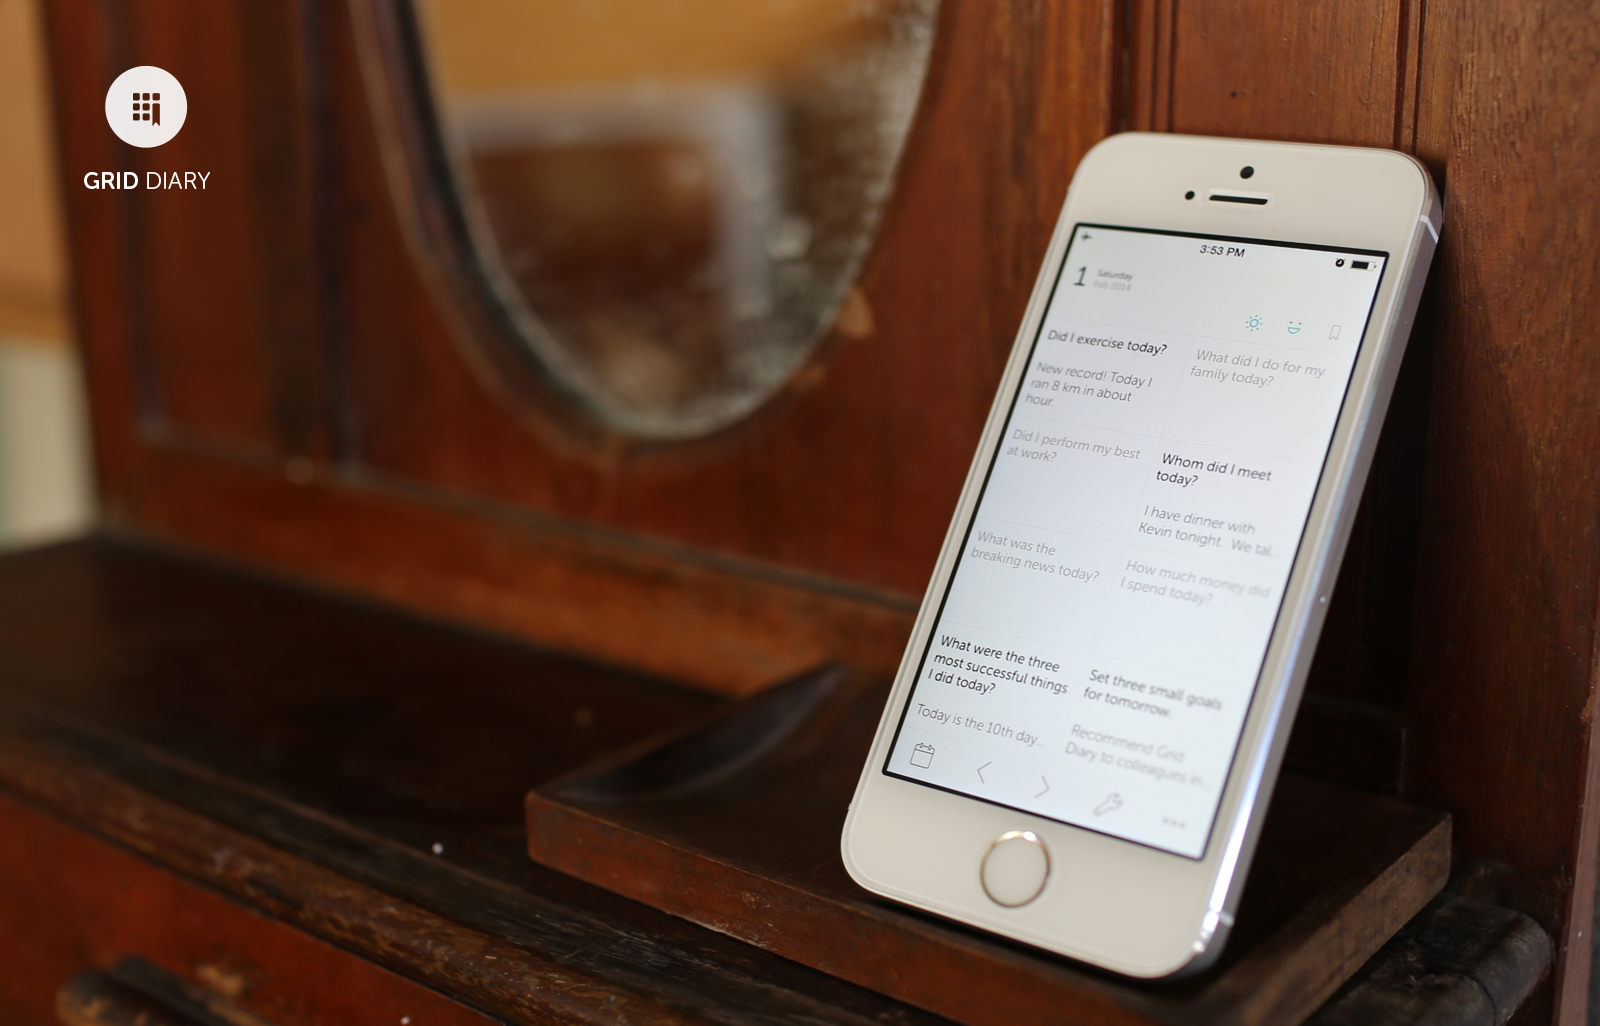 GRID DIARY
3:53 PM
1 Saturday
Feb 2014
Did I exercise today?
New record! Today I
ran 8 km in about
hour.
What did I do for my
family today?
Did I perform my best
at work?
Whom did I meet
today?
I have dinner with
Kevin tonight. We tal...
What was the
breaking news today?
How much money did
I spend today?
What were the three
most successful things
I did today?
Today is the 10th day...
Set three small goals
for tomorrow.
Recommend Grid
Diary to colleagues in...